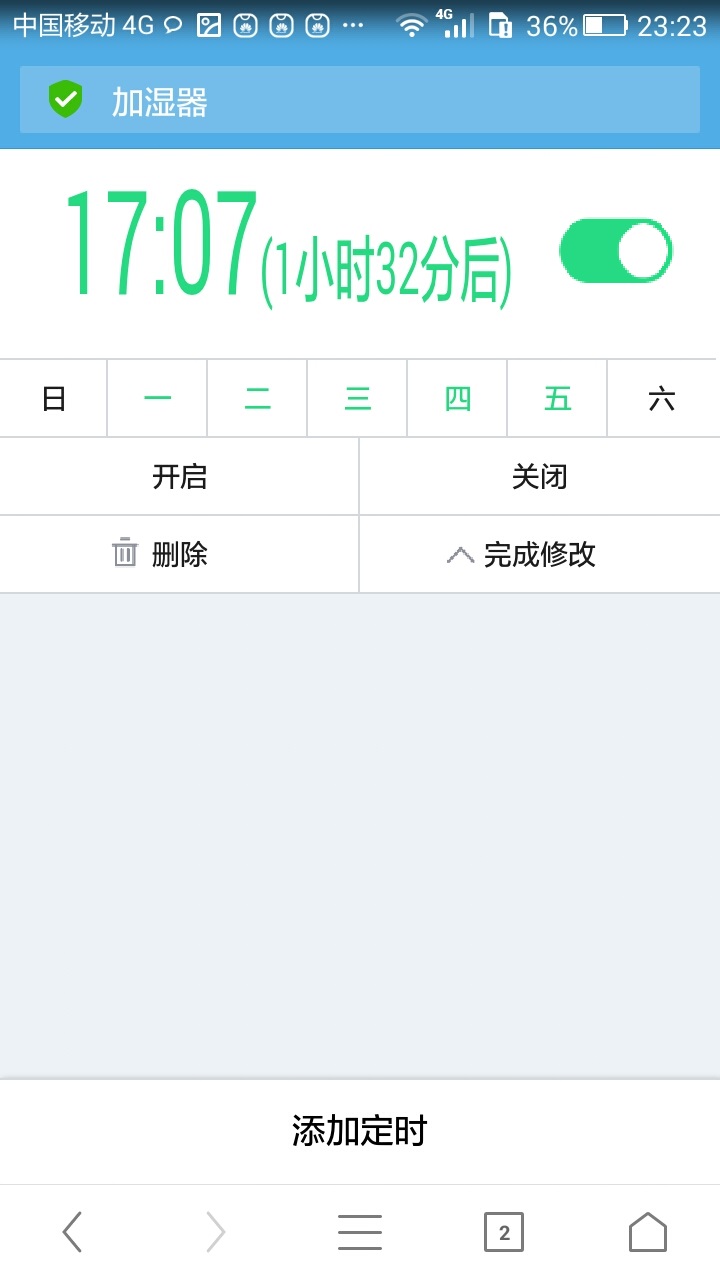 中国移动 4G 4G 36% 23:23
加湿器
17:07(1小时32分后)
日 一 二 三 四 五 六
开启 关闭
删除 完成修改
添加定时
2